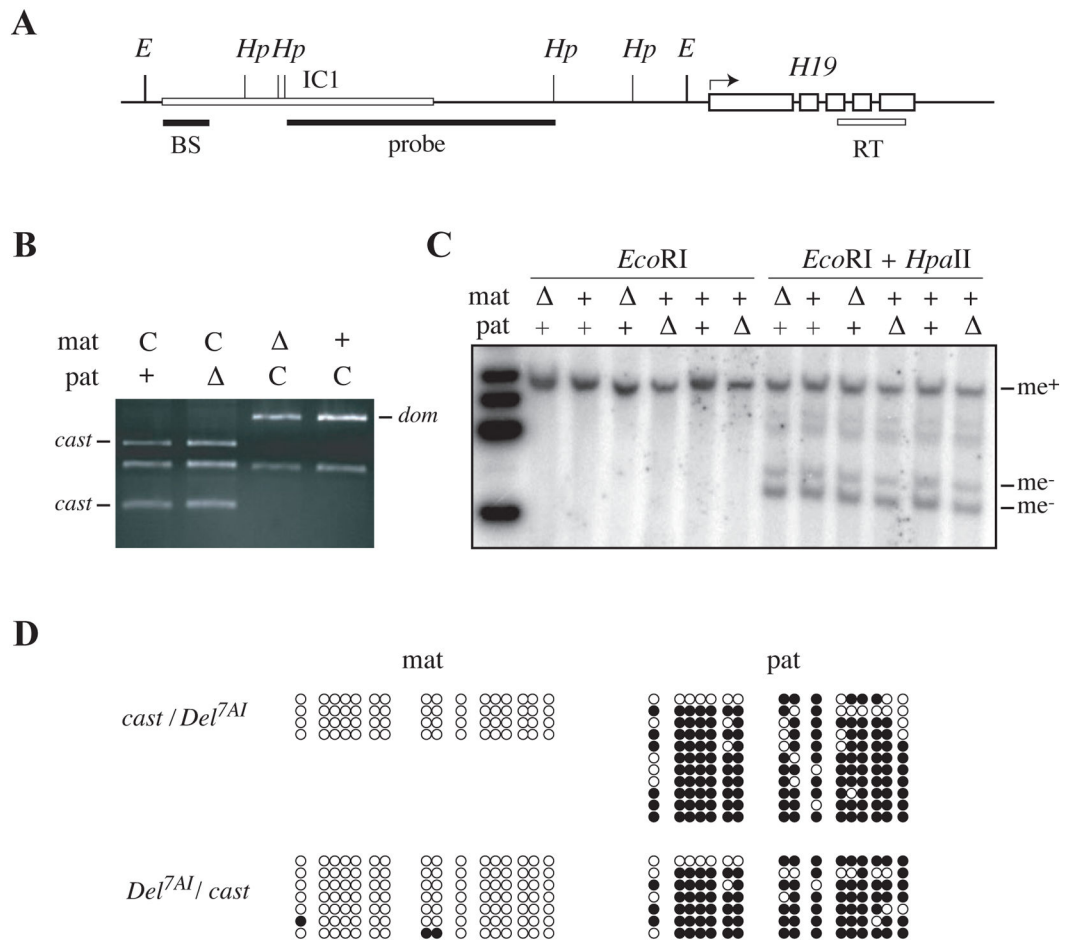 A
E Hp Hp Hp Hp E H19
IC1
BS probe RT
B
mat C C Δ +
pat + Δ C C
dom
cast
cast
C
EcoRI EcoRI + HpaII
mat Δ + Δ + + + Δ + Δ + + +
pat + + + Δ + Δ + + + Δ + Δ
me+
me-
me-
D
mat pat
cast / Del7AI
Del7AI / cast